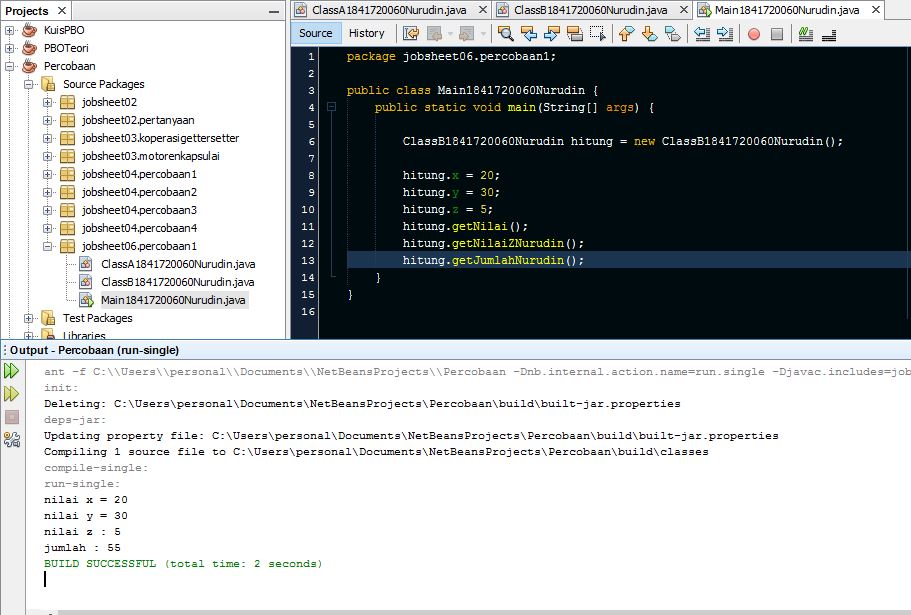 Projects
KuisPBO
PBOTeori
Percobaan
Source Packages
jobsheet02
jobsheet02.pertanyaan
jobsheet03.koperasigettersetter
jobsheet03.motorenkapsulai
jobsheet04.percobaan1
jobsheet04.percobaan2
jobsheet04.percobaan3
jobsheet04.percobaan4
jobsheet06.percobaan1
ClassA1841720060Nurudin.java
ClassB1841720060Nurudin.java
Main1841720060Nurudin.java
Test Packages
Libraries
ClassA1841720060Nurudin.java ClassB1841720060Nurudin.java Main1841720060Nurudin.java
Source History
1 package jobsheet06.percobaan1;
2
3 public class Main1841720060Nurudin {
4 public static void main(String[] args) {
5
6 ClassB1841720060Nurudin hitung = new ClassB1841720060Nurudin();
7
8 hitung.x = 20;
9 hitung.y = 30;
10 hitung.z = 5;
11 hitung.getNilai();
12 hitung.getNilaiZNurudin();
13 hitung.getJumlahNurudin();
14 }
15 }
16
Output - Percobaan (run-single)
ant -f C:\\Users\\personal\\Documents\\NetBeansProjects\\Percobaan -Dnb.internal.action.name=run.single -Djavac.includes=job
init:
Deleting: C:\Users\personal\Documents\NetBeansProjects\Percobaan\build\built-jar.properties
deps-jar:
Updating property file: C:\Users\personal\Documents\NetBeansProjects\Percobaan\build\built-jar.properties
Compiling 1 source file to C:\Users\personal\Documents\NetBeansProjects\Percobaan\build\classes
compile-single:
run-single:
nilai x = 20
nilai y = 30
nilai z : 5
jumlah : 55
BUILD SUCCESSFUL (total time: 2 seconds)